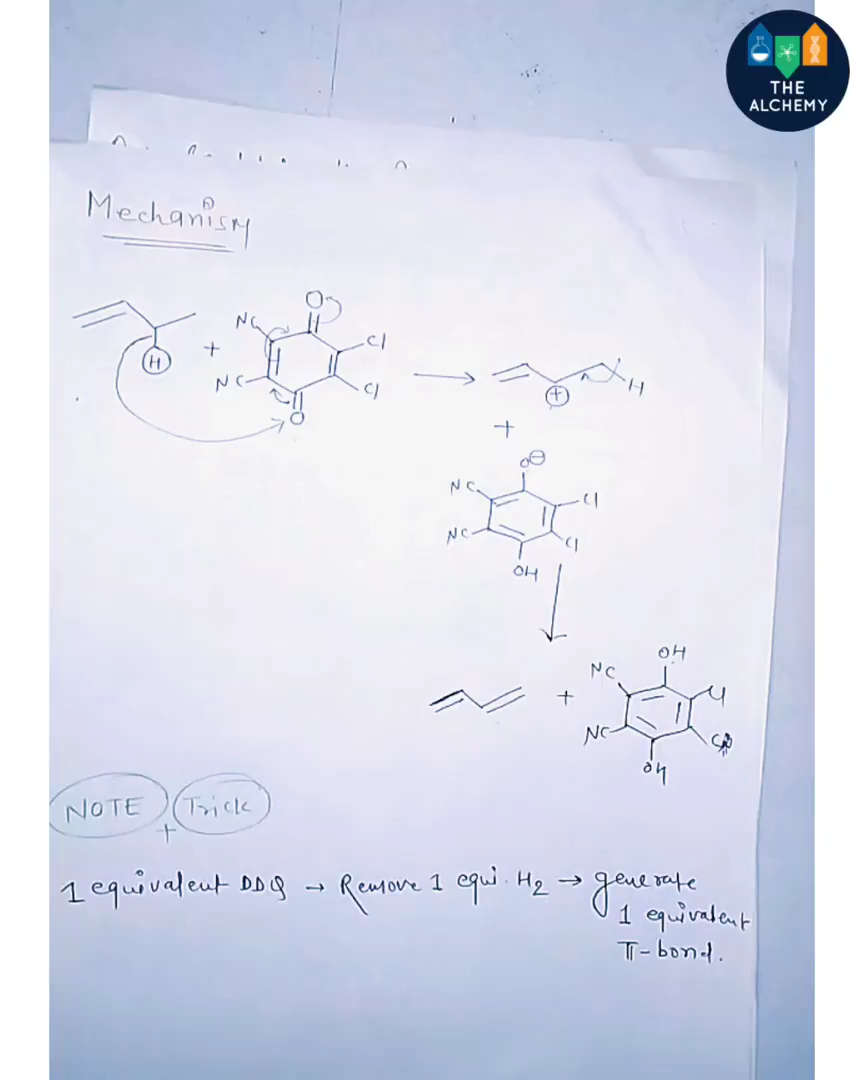 THE
ALCHEMY
Mechanism
H
+
NC
NC
O
O
Cl
Cl
+
H
+
O⊖
NC
NC
Cl
Cl
OH
+
OH
NC
NC
Cl
OH
NOTE + Trick
1 equivalent DDQ → Remove 1 equi. H2 → generate
1 equivalent
π-bond.